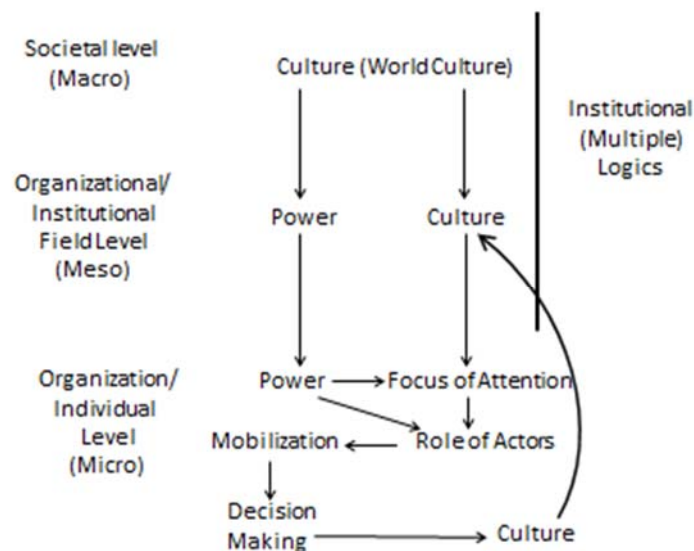 Societal level
(Macro)
Culture (World Culture)
Institutional
(Multiple)
Logics
Organizational/
Institutional
Field Level
(Meso)
Power
Culture
Organization/
Individual
Level
(Micro)
Power
Focus of Attention
Mobilization
Role of Actors
Decision
Making
Culture